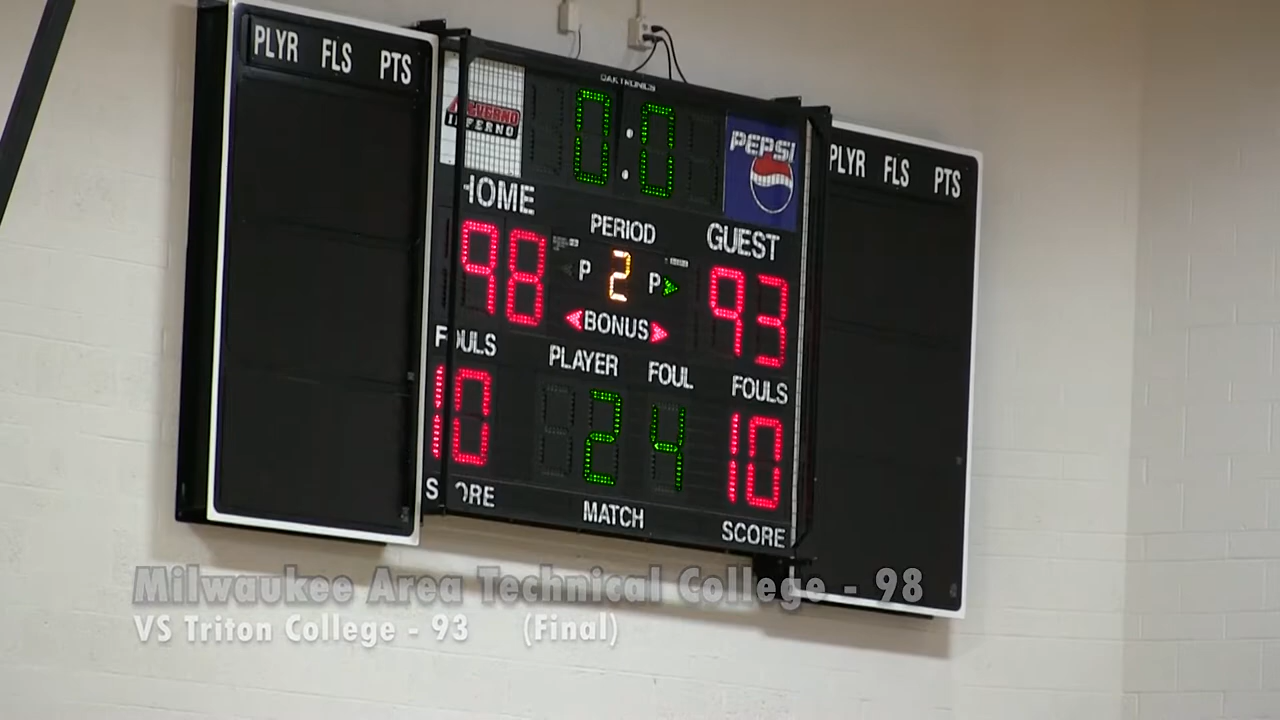 PLYR FLS PTS
DAKTRONICS
ALVERNO
INFERNO
0:0
PEPSI
PLYR FLS PTS
HOME
PERIOD
GUEST
98
P 2 P
93
BONUS
FOULS
PLAYER FOUL
FOULS
10
2 4
10
SCORE
MATCH
SCORE
Milwaukee Area Technical College - 98
VS Triton College - 93 (Final)